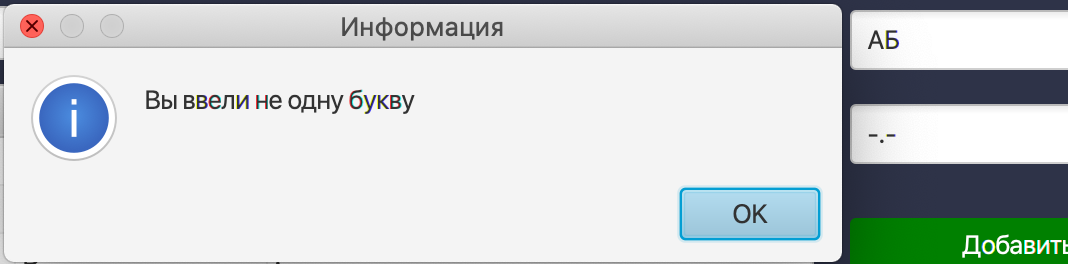 Информация
Вы ввели не одну букву
OK
АБ
-.-
Добавить